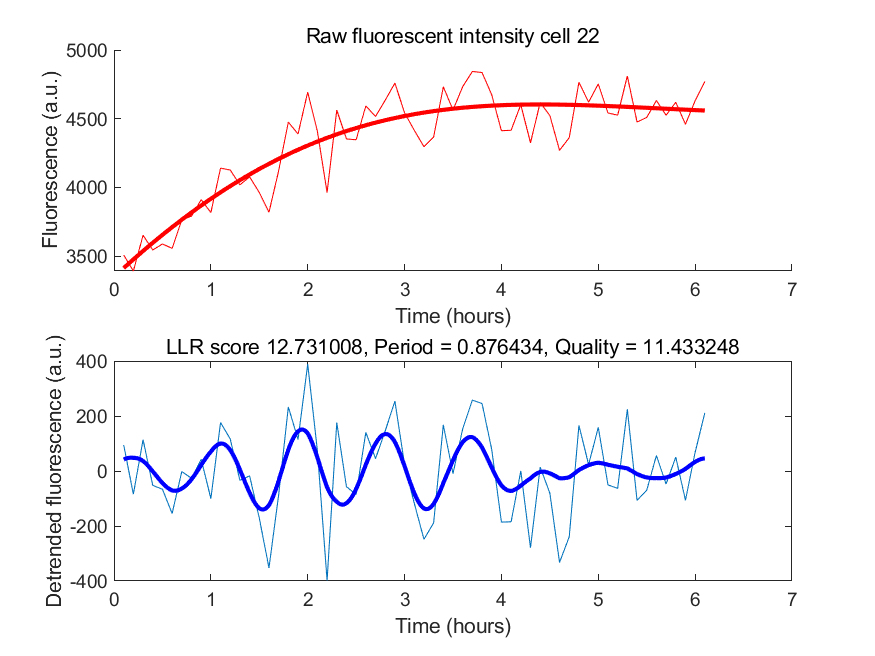 Raw fluorescent intensity cell 22
Fluorescence (a.u.)
5000
4500
4000
3500
0 1 2 3 4 5 6 7
Time (hours)
LLR score 12.731008, Period = 0.876434, Quality = 11.433248
Detrended fluorescence (a.u.)
400
200
0
-200
-400
0 1 2 3 4 5 6 7
Time (hours)